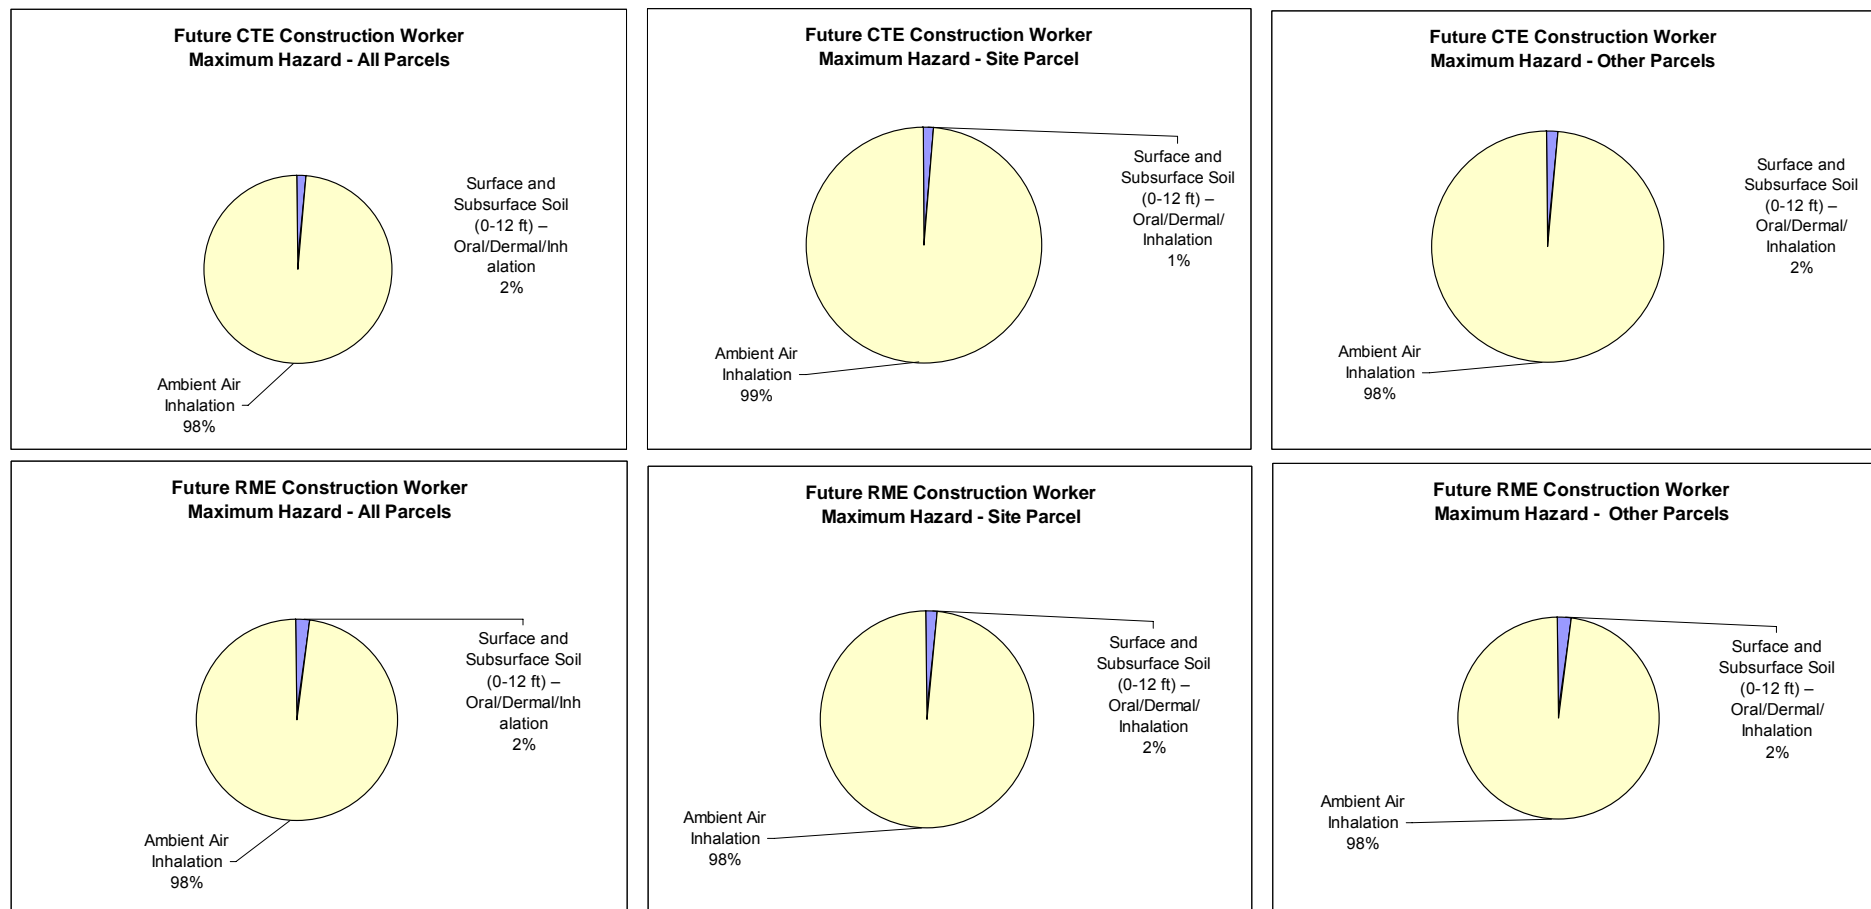 Future CTE Construction Worker
Maximum Hazard - All Parcels
Surface and
Subsurface Soil
(0-12 ft) –
Oral/Dermal/Inh
alation
2%
Ambient Air
Inhalation
98%
Future CTE Construction Worker
Maximum Hazard - Site Parcel
Surface and
Subsurface Soil
(0-12 ft) –
Oral/Dermal/
Inhalation
1%
Ambient Air
Inhalation
99%
Future CTE Construction Worker
Maximum Hazard - Other Parcels
Surface and
Subsurface Soil
(0-12 ft) –
Oral/Dermal/
Inhalation
2%
Ambient Air
Inhalation
98%
Future RME Construction Worker
Maximum Hazard - All Parcels
Surface and
Subsurface Soil
(0-12 ft) –
Oral/Dermal/Inh
alation
2%
Ambient Air
Inhalation
98%
Future RME Construction Worker
Maximum Hazard - Site Parcel
Surface and
Subsurface Soil
(0-12 ft) –
Oral/Dermal/
Inhalation
2%
Ambient Air
Inhalation
98%
Future RME Construction Worker
Maximum Hazard - Other Parcels
Surface and
Subsurface Soil
(0-12 ft) –
Oral/Dermal/
Inhalation
2%
Ambient Air
Inhalation
98%